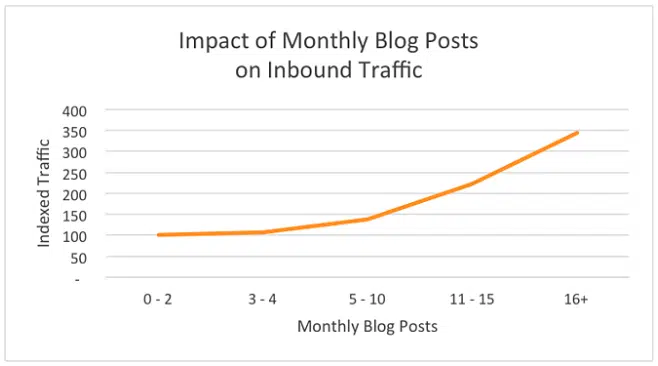 Impact of Monthly Blog Posts
on Inbound Traffic
Indexed Traffic
400
350
300
250
200
150
100
50
-
0 - 2
3 - 4
5 - 10
11 - 15
16+
Monthly Blog Posts